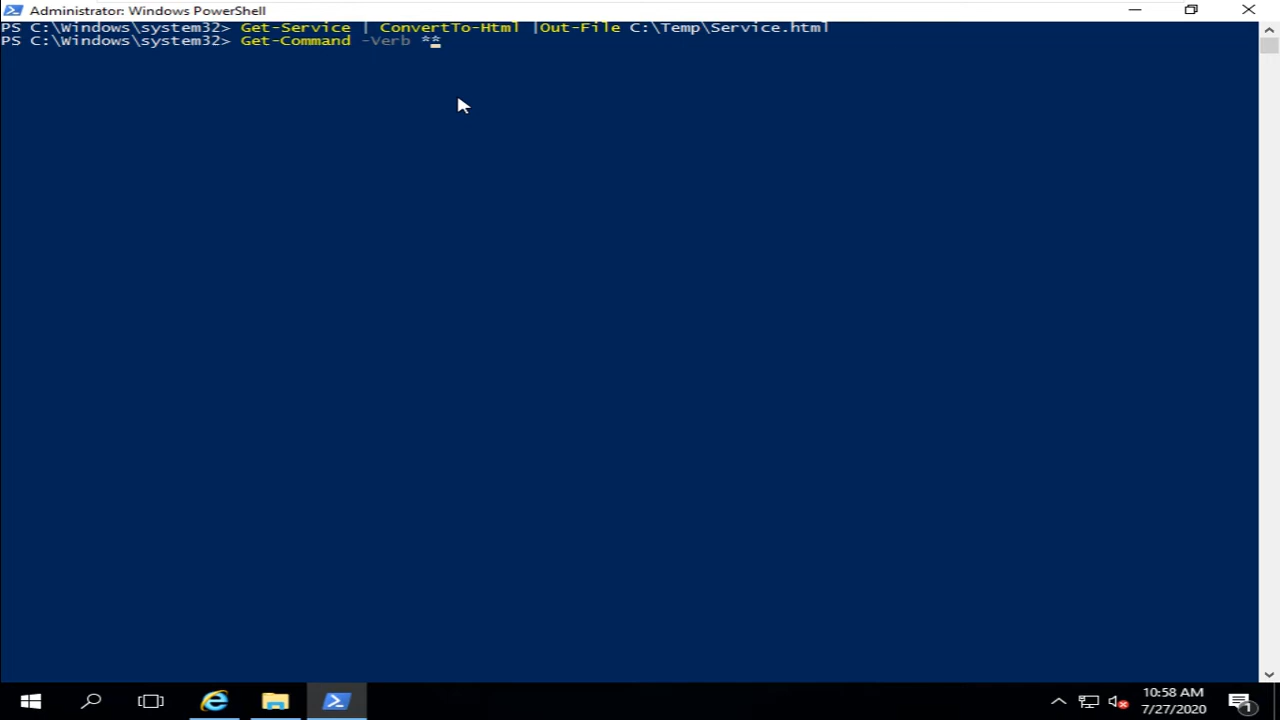 Administrator: Windows PowerShell
PS C:\Windows\system32> Get-Service | ConvertTo-Html |Out-File C:\Temp\Service.html
PS C:\Windows\system32> Get-Command -Verb **
10:58 AM
7/27/2020
1